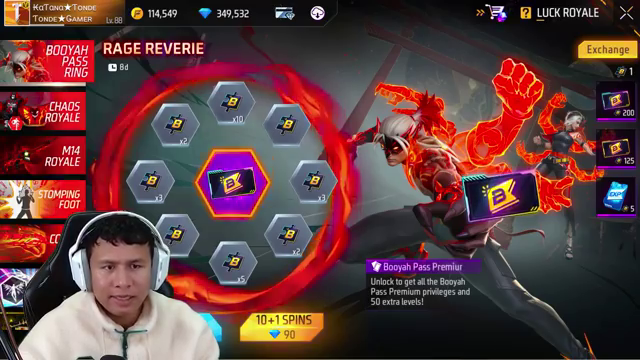 KaTana★Tonde
Tonde★Gamer
Lv.88
114,549
349,532
LUCK ROYALE
BOOYAH PASS RING
CHAOS ROYALE
M14 ROYALE
STOMPING FOOT
RAGE REVERIE
8d
x10
x2
x3
x3
x2
x5
10+1 SPINS
90
Exchange
1
200
125
5
Booyah Pass Premiur
Unlock to get all the Booyah
Pass Premium privileges and
50 extra levels!